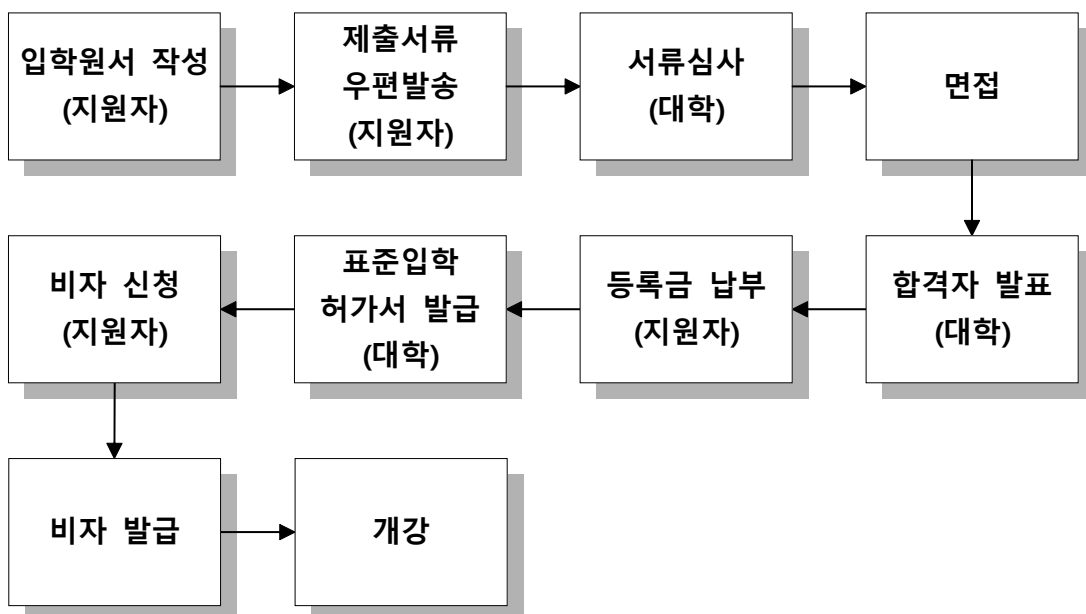 입학원서 작성
(지원자)
제출서류
우편발송
(지원자)
서류심사
(대학)
면접
합격자 발표
(대학)
등록금 납부
(지원자)
표준입학
허가서 발급
(대학)
비자 신청
(지원자)
비자 발급
개강